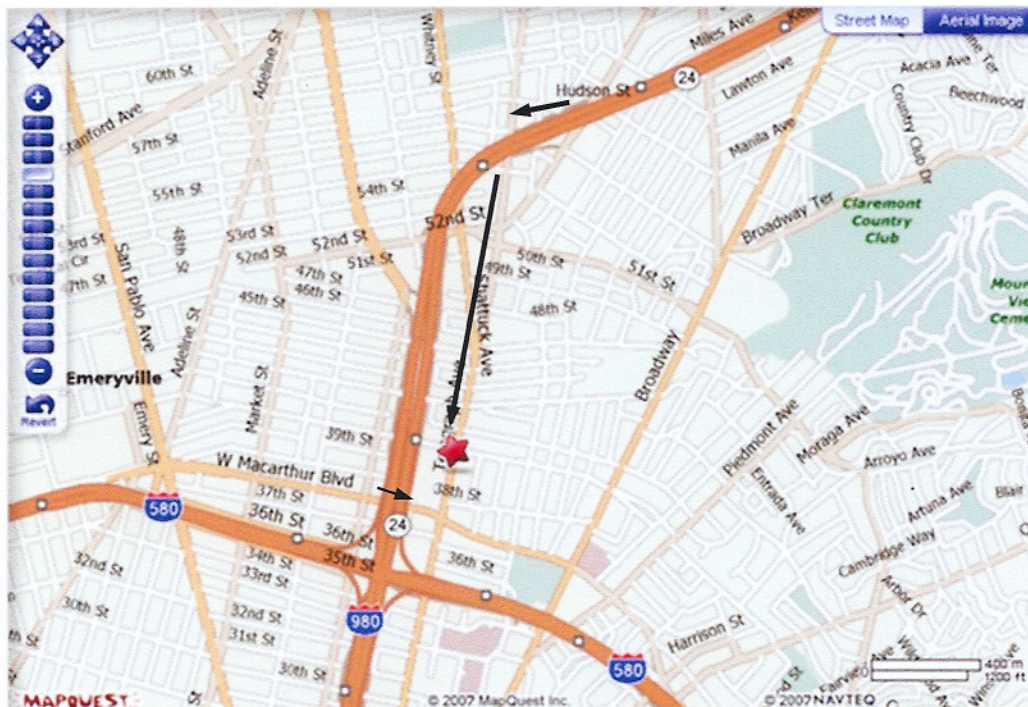 Street Map
Aerial Image
Adeline St
Whitney St
Miles Ave
60th St
Hudson St
24
Lawton Ave
Acacia Ave
Beechwood
Stanford Ave
57th St
Manila Ave
Country Club Dr
55th St
54th St
Broadway Ter
Claremont
Country
Club
52nd St
53rd St
48th St
52nd St
52nd St
51st St
50th St
49th St
51st St
47th St
46th St
45th St
48th St
San Pablo Ave
Adeline St
Shattuck Ave
Broadway
Revert
Emeryville
Emery St
Market St
39th St
Piedmont Ave
Moraga Ave
Arroyo Ave
W Macarthur Blvd
38th St
37th St
Entrada Ave
Artuna Ave
Blair
580
36th St
36th St
24
35th St
36th St
Cambridge Way
34th St
33rd St
32nd St
Arbor Dr
30th St
32nd St
31st St
980
Harrison St
30th St
580
400 m
1200 ft
Fairview Ave
MAPQUEST
© 2007 MapQuest Inc.
© 2007 NAVTEQ